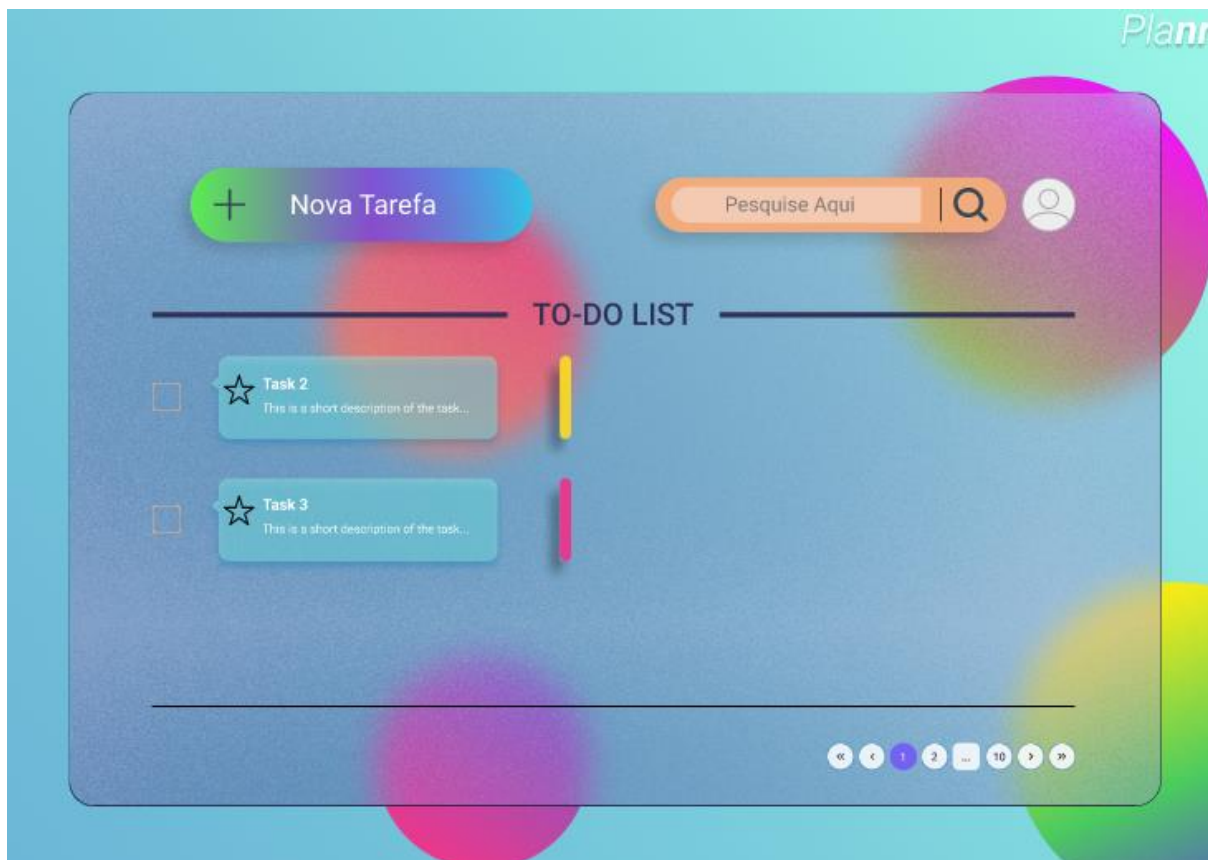 Plann
Nova Tarefa
Pesquise Aqui
TO-DO LIST
Task 2
This is a short description of the task...
Task 3
This is a short description of the task...
« ‹ 1 2 ... 10 › »